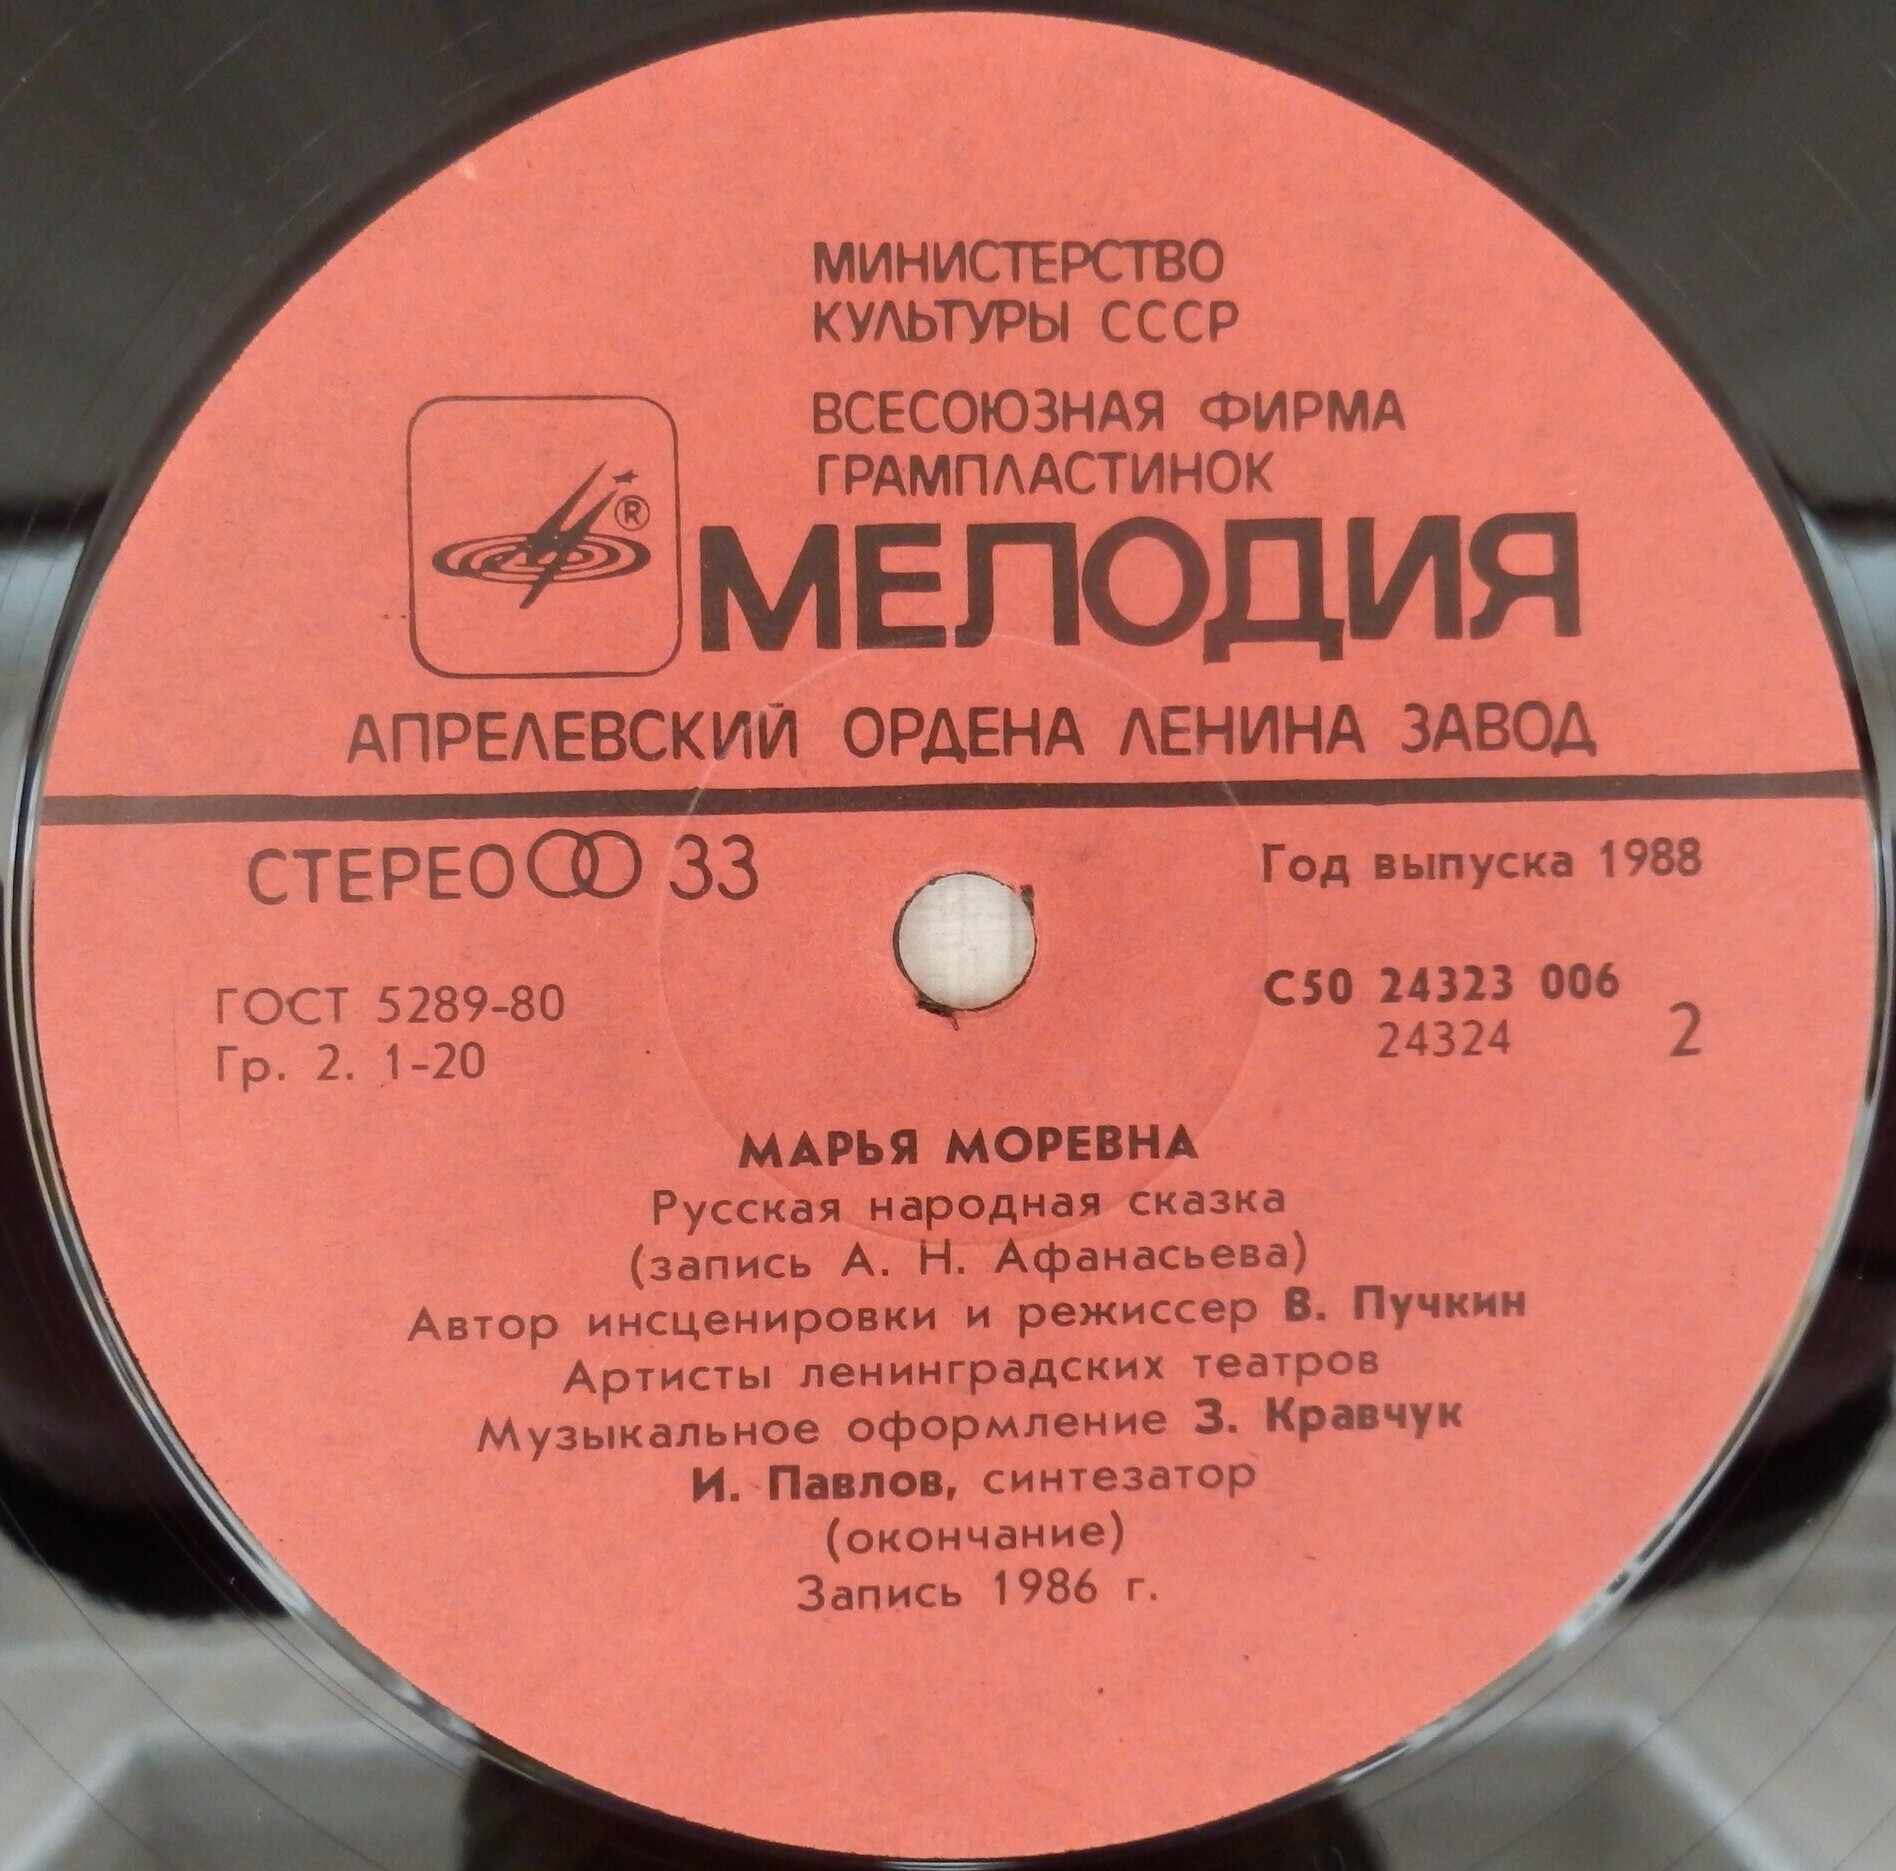 МИНИСТЕРСТВО
КУЛЬТУРЫ СССР
ВСЕСОЮЗНАЯ ФИРМА
ГРАМПЛАСТИНОК
®
МЕЛОДИЯ
АПРЕЛЕВСКИЙ ОРДЕНА ЛЕНИНА ЗАВОД
СТЕРЕО 33
Год выпуска 1988
ГОСТ 5289-80
Гр. 2. 1-20
С50 24323 006
24324 2
МАРЬЯ МОРЕВНА
Русская народная сказка
(запись А. Н. Афанасьева)
Автор инсценировки и режиссер В. Пучкин
Артисты ленинградских театров
Музыкальное оформление З. Кравчук
И. Павлов, синтезатор
(окончание)
Запись 1986 г.